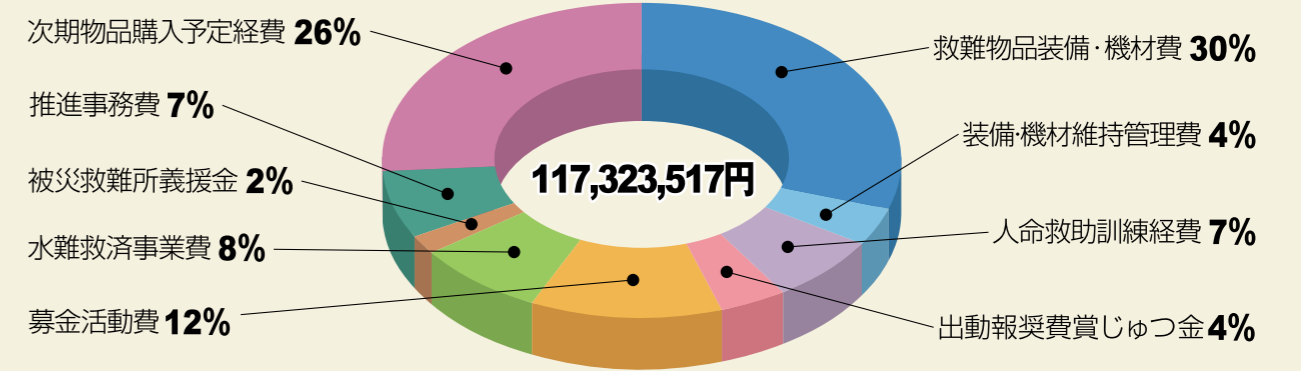 次期物品購入予定経費 26%
推進事務費 7%
被災救難所義援金 2%
水難救済事業費 8%
募金活動費 12%
117,323,517円
救難物品装備・機材費 30%
装備・機材維持管理費 4%
人命救助訓練経費 7%
出動報奨費賞じゅつ金 4%